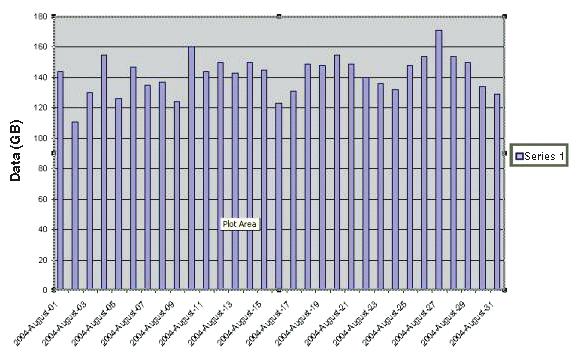 180
160
140
120
100
80
60
40
20
0
Data (GB)
Plot Area
Series 1
2004-August-01
2004-August-03
2004-August-05
2004-August-07
2004-August-09
2004-August-11
2004-August-13
2004-August-15
2004-August-17
2004-August-19
2004-August-21
2004-August-23
2004-August-25
2004-August-27
2004-August-29
2004-August-31